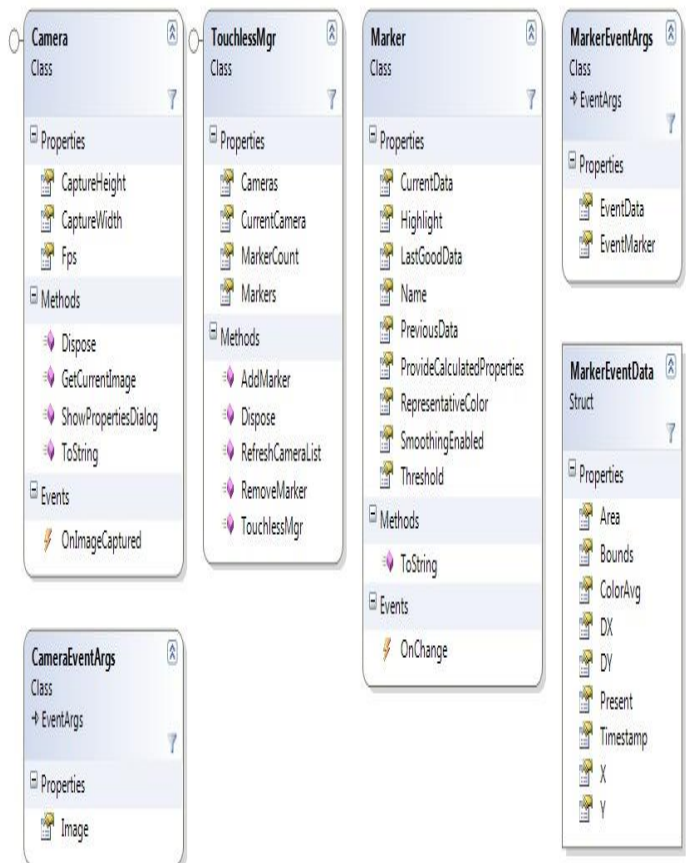 Camera
Class
Properties
CaptureHeight
CaptureWidth
Fps
Methods
Dispose
GetCurrentImage
ShowPropertiesDialog
ToString
Events
OnImageCaptured
TouchlessMgr
Class
Properties
Cameras
CurrentCamera
MarkerCount
Markers
Methods
AddMarker
Dispose
RefreshCameraList
RemoveMarker
TouchlessMgr
Marker
Class
Properties
CurrentData
Highlight
LastGoodData
Name
PreviousData
ProvideCalculatedProperties
RepresentativeColor
SmoothingEnabled
Threshold
Methods
ToString
Events
OnChange
MarkerEventArgs
Class
EventArgs
Properties
EventData
EventMarker
MarkerEventData
Struct
Properties
Area
Bounds
ColorAvg
DX
DY
Present
Timestamp
X
Y
CameraEventArgs
Class
EventArgs
Properties
Image